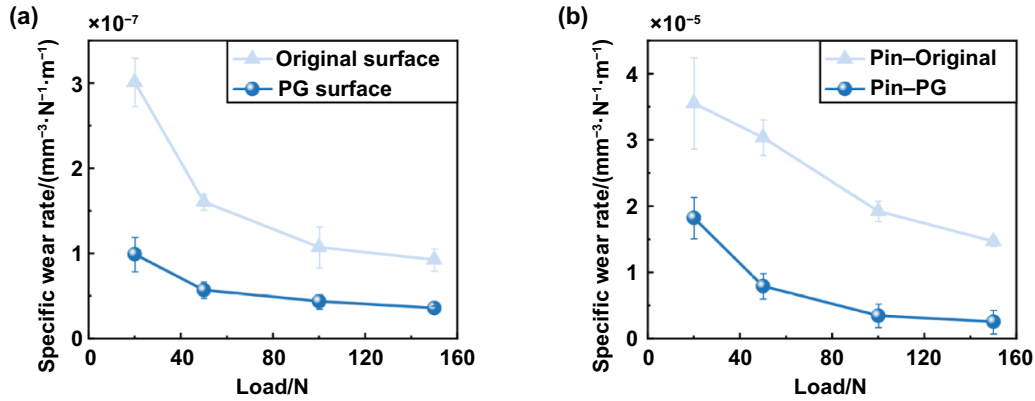 (a)
×10⁻⁷
Specific wear rate/(mm⁻³·N⁻¹·m⁻¹)
3
2
1
0
0 40 80 120 160
Load/N
Original surface
PG surface
(b)
×10⁻⁵
Specific wear rate/(mm⁻³·N⁻¹·m⁻¹)
4
3
2
1
0
0 40 80 120 160
Load/N
Pin–Original
Pin–PG